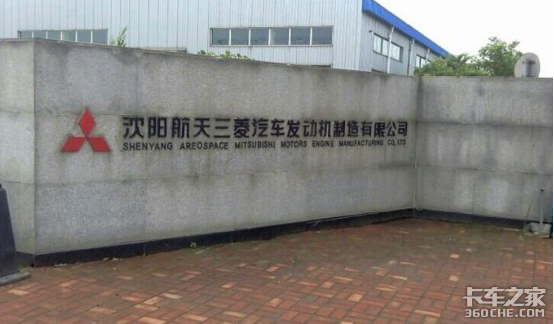 沈阳航天三菱汽车发动机制造有限公司
SHENYANG AREOSPACE MITSUBISHI MOTORS ENGINE MANUFACTURING CO.,LTD
卡车之家
360CHE.COM